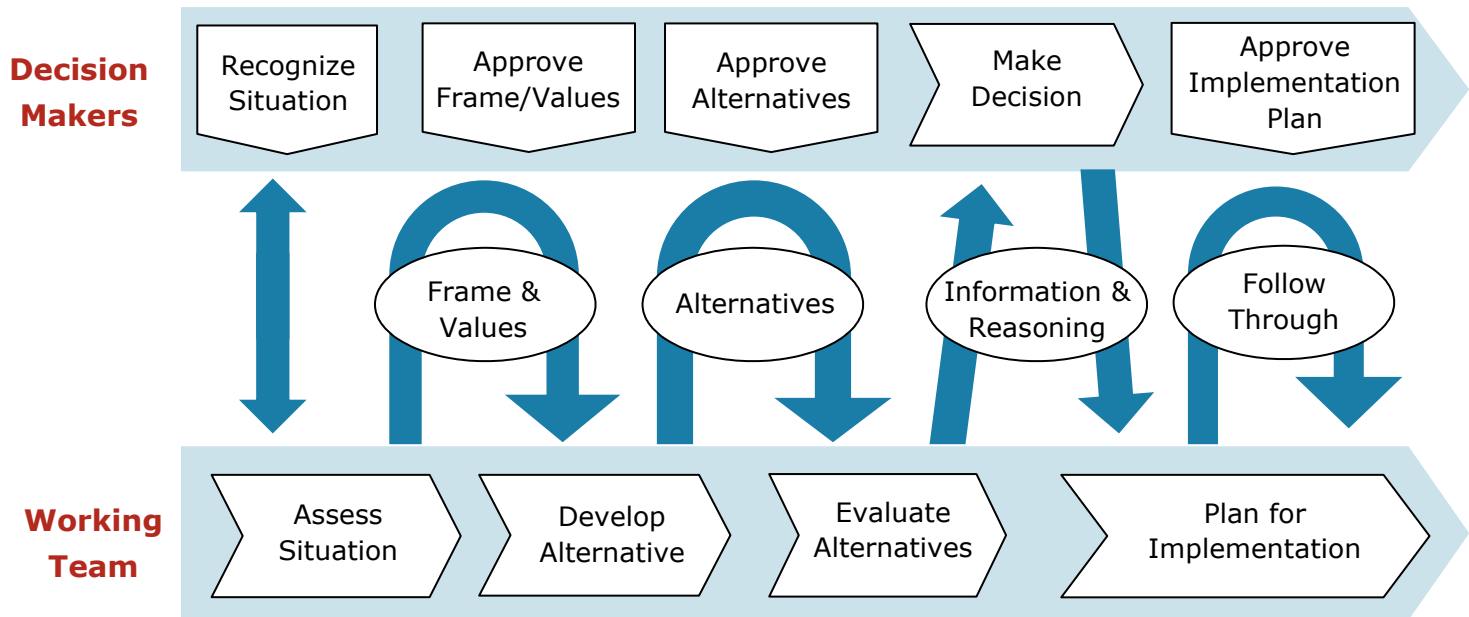 Decision
Makers
Recognize
Situation
Approve
Frame/Values
Approve
Alternatives
Make
Decision
Approve
Implementation
Plan
Frame &
Values
Alternatives
Information &
Reasoning
Follow
Through
Working
Team
Assess
Situation
Develop
Alternative
Evaluate
Alternatives
Plan for
Implementation